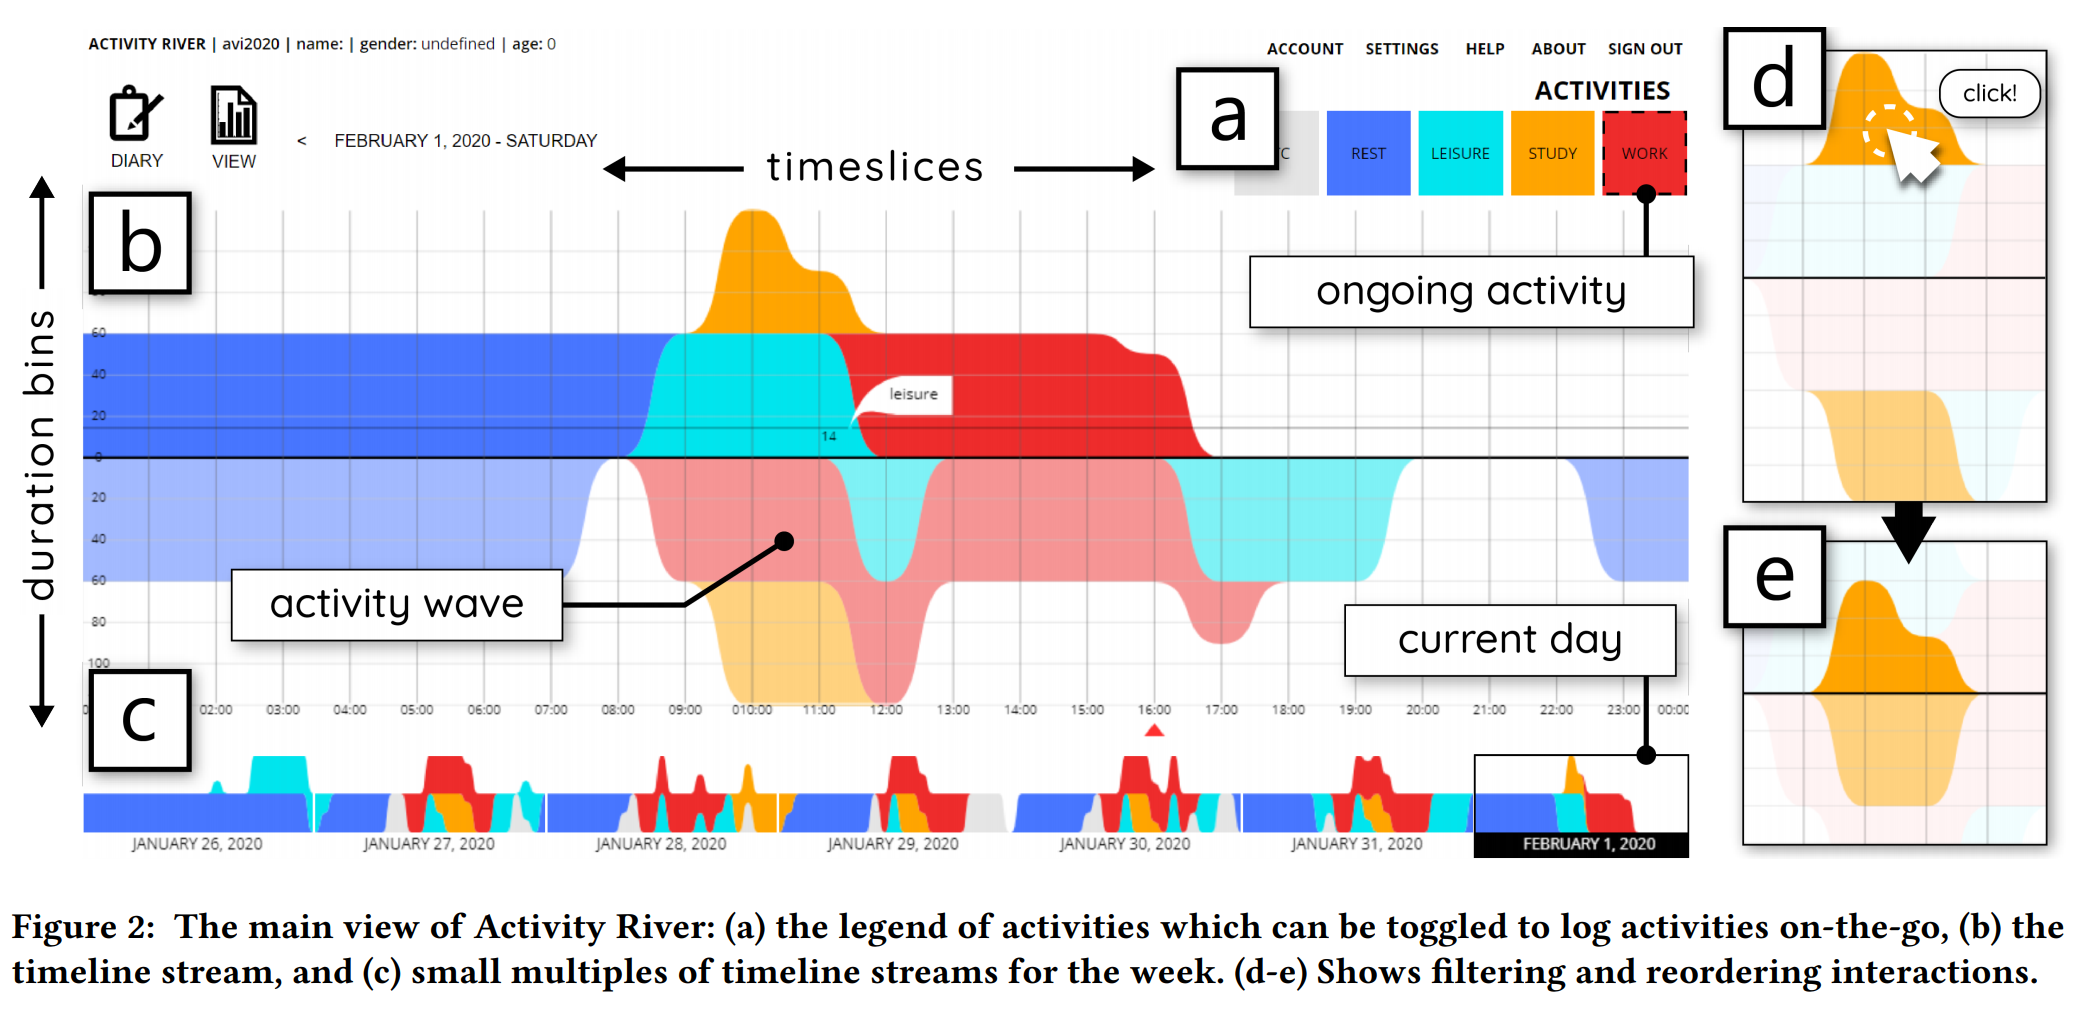 ACTIVITY RIVER | avi2020 | name: | gender: undefined | age: 0
ACCOUNT SETTINGS HELP ABOUT SIGN OUT
DIARY
VIEW
< FEBRUARY 1, 2020 - SATURDAY
timeslices
ACTIVITIES
a
REST
LEISURE
STUDY
WORK
ongoing activity
b
duration bins
60
40
20
0
20
40
60
80
100
leisure
14
activity wave
current day
c
02:00 03:00 04:00 05:00 06:00 07:00 08:00 09:00 010:00 11:00 12:00 13:00 14:00 15:00 16:00 17:00 18:00 19:00 20:00 21:00 22:00 23:00 00:00
JANUARY 26, 2020 JANUARY 27, 2020 JANUARY 28, 2020 JANUARY 29, 2020 JANUARY 30, 2020 JANUARY 31, 2020 FEBRUARY 1, 2020
d
click!
e
Figure 2: The main view of Activity River: (a) the legend of activities which can be toggled to log activities on-the-go, (b) the
timeline stream, and (c) small multiples of timeline streams for the week. (d-e) Shows filtering and reordering interactions.